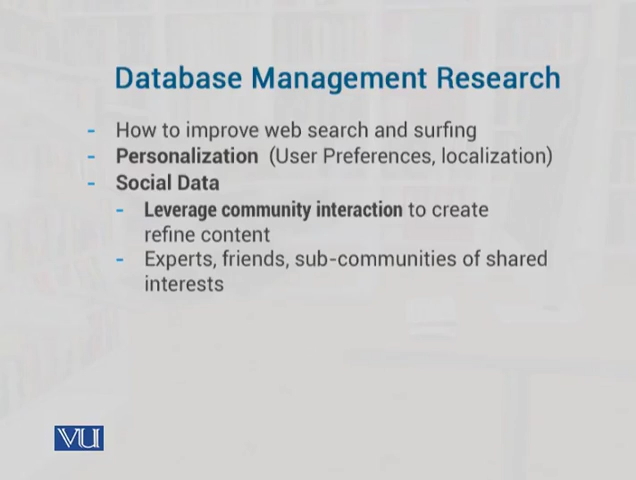 Database Management Research
- How to improve web search and surfing
- Personalization (User Preferences, localization)
- Social Data
- Leverage community interaction to create
refine content
- Experts, friends, sub-communities of shared
interests
VU